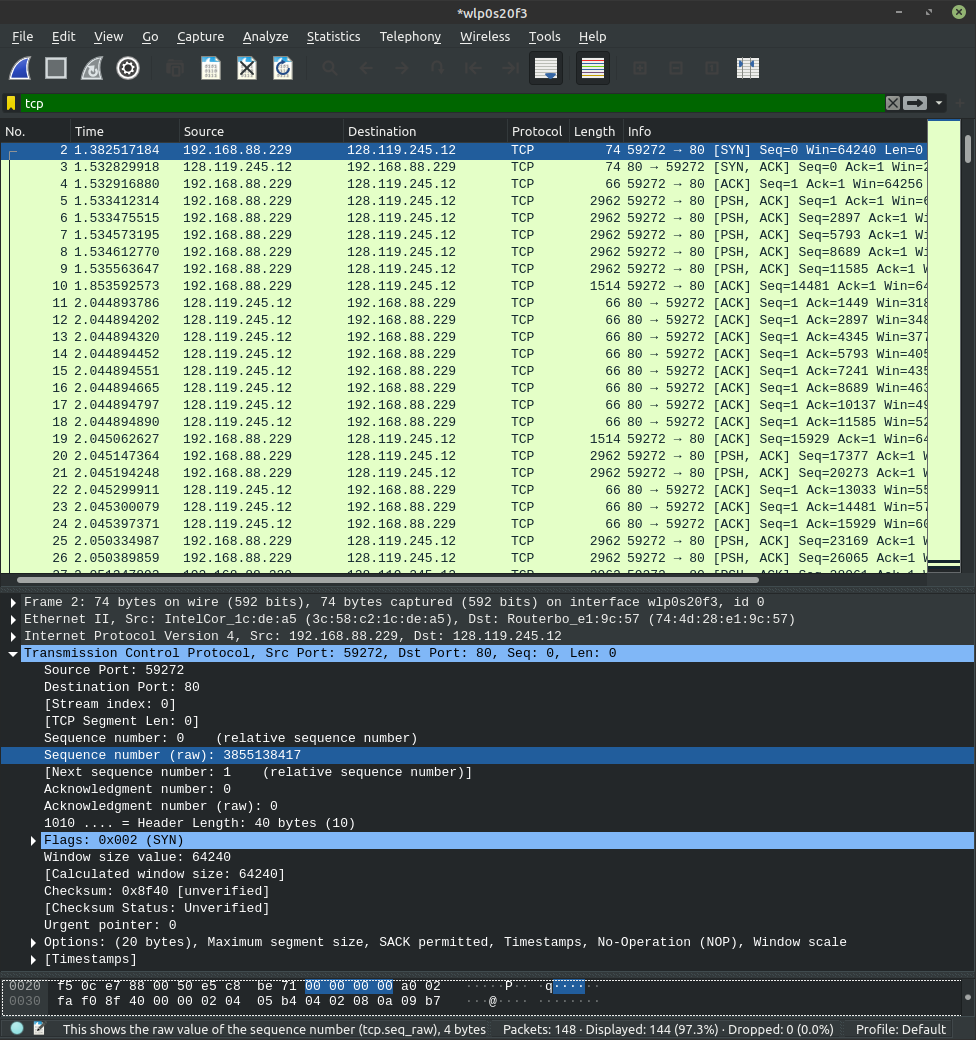 *wlp0s20f3
File Edit View Go Capture Analyze Statistics Telephony Wireless Tools Help
tcp
No. Time Source Destination Protocol Length Info
2 1.382517184 192.168.88.229 128.119.245.12 TCP 74 59272 → 80 [SYN] Seq=0 Win=64240 Len=0
3 1.532829918 128.119.245.12 192.168.88.229 TCP 74 80 → 59272 [SYN, ACK] Seq=0 Ack=1 Win=2
4 1.532916880 192.168.88.229 128.119.245.12 TCP 66 59272 → 80 [ACK] Seq=1 Ack=1 Win=64256
5 1.533412314 192.168.88.229 128.119.245.12 TCP 2962 59272 → 80 [PSH, ACK] Seq=1 Ack=1 Win=6
6 1.533475515 192.168.88.229 128.119.245.12 TCP 2962 59272 → 80 [PSH, ACK] Seq=2897 Ack=1 Wi
7 1.534573195 192.168.88.229 128.119.245.12 TCP 2962 59272 → 80 [PSH, ACK] Seq=5793 Ack=1 Wi
8 1.534612770 192.168.88.229 128.119.245.12 TCP 2962 59272 → 80 [PSH, ACK] Seq=8689 Ack=1 Wi
9 1.535563647 192.168.88.229 128.119.245.12 TCP 2962 59272 → 80 [PSH, ACK] Seq=11585 Ack=1 W
10 1.853592573 192.168.88.229 128.119.245.12 TCP 1514 59272 → 80 [ACK] Seq=14481 Ack=1 Win=64
11 2.044893786 128.119.245.12 192.168.88.229 TCP 66 80 → 59272 [ACK] Seq=1 Ack=1449 Win=318
12 2.044894202 128.119.245.12 192.168.88.229 TCP 66 80 → 59272 [ACK] Seq=1 Ack=2897 Win=348
13 2.044894320 128.119.245.12 192.168.88.229 TCP 66 80 → 59272 [ACK] Seq=1 Ack=4345 Win=377
14 2.044894452 128.119.245.12 192.168.88.229 TCP 66 80 → 59272 [ACK] Seq=1 Ack=5793 Win=405
15 2.044894551 128.119.245.12 192.168.88.229 TCP 66 80 → 59272 [ACK] Seq=1 Ack=7241 Win=435
16 2.044894665 128.119.245.12 192.168.88.229 TCP 66 80 → 59272 [ACK] Seq=1 Ack=8689 Win=463
17 2.044894797 128.119.245.12 192.168.88.229 TCP 66 80 → 59272 [ACK] Seq=1 Ack=10137 Win=49
18 2.044894890 128.119.245.12 192.168.88.229 TCP 66 80 → 59272 [ACK] Seq=1 Ack=11585 Win=52
19 2.045062627 192.168.88.229 128.119.245.12 TCP 1514 59272 → 80 [ACK] Seq=15929 Ack=1 Win=64
20 2.045147364 192.168.88.229 128.119.245.12 TCP 2962 59272 → 80 [PSH, ACK] Seq=17377 Ack=1 W
21 2.045194248 192.168.88.229 128.119.245.12 TCP 2962 59272 → 80 [PSH, ACK] Seq=20273 Ack=1 W
22 2.045299911 128.119.245.12 192.168.88.229 TCP 66 80 → 59272 [ACK] Seq=1 Ack=13033 Win=55
23 2.045300079 128.119.245.12 192.168.88.229 TCP 66 80 → 59272 [ACK] Seq=1 Ack=14481 Win=57
24 2.045397371 128.119.245.12 192.168.88.229 TCP 66 80 → 59272 [ACK] Seq=1 Ack=15929 Win=60
25 2.050334987 192.168.88.229 128.119.245.12 TCP 2962 59272 → 80 [PSH, ACK] Seq=23169 Ack=1 W
26 2.050389859 192.168.88.229 128.119.245.12 TCP 2962 59272 → 80 [PSH, ACK] Seq=26065 Ack=1 W
Frame 2: 74 bytes on wire (592 bits), 74 bytes captured (592 bits) on interface wlp0s20f3, id 0
Ethernet II, Src: IntelCor_1c:de:a5 (3c:58:c2:1c:de:a5), Dst: Routerbo_e1:9c:57 (74:4d:28:e1:9c:57)
Internet Protocol Version 4, Src: 192.168.88.229, Dst: 128.119.245.12
Transmission Control Protocol, Src Port: 59272, Dst Port: 80, Seq: 0, Len: 0
Source Port: 59272
Destination Port: 80
[Stream index: 0]
[TCP Segment Len: 0]
Sequence number: 0 (relative sequence number)
Sequence number (raw): 3855138417
[Next sequence number: 1 (relative sequence number)]
Acknowledgment number: 0
Acknowledgment number (raw): 0
1010 .... = Header Length: 40 bytes (10)
Flags: 0x002 (SYN)
Window size value: 64240
[Calculated window size: 64240]
Checksum: 0x8f40 [unverified]
[Checksum Status: Unverified]
Urgent pointer: 0
Options: (20 bytes), Maximum segment size, SACK permitted, Timestamps, No-Operation (NOP), Window scale
[Timestamps]
0020 f5 0c e7 88 00 50 e5 c8 be 71 00 00 00 00 a0 02 ·····P·· ·q······
0030 fa f0 8f 40 00 00 02 04 05 b4 04 02 08 0a 09 b7 ···@···· ········
This shows the raw value of the sequence number (tcp.seq_raw), 4 bytes Packets: 148 · Displayed: 144 (97.3%) · Dropped: 0 (0.0%) Profile: Default